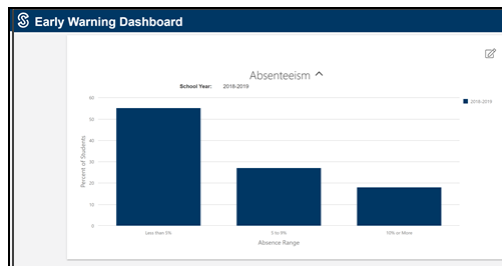 Early Warning Dashboard
Absenteeism
School Year: 2018-2019
2018-2019
Percent of Students
60
50
40
30
20
10
0
Less than 5%
5 to 9%
10% or More
Absence Range